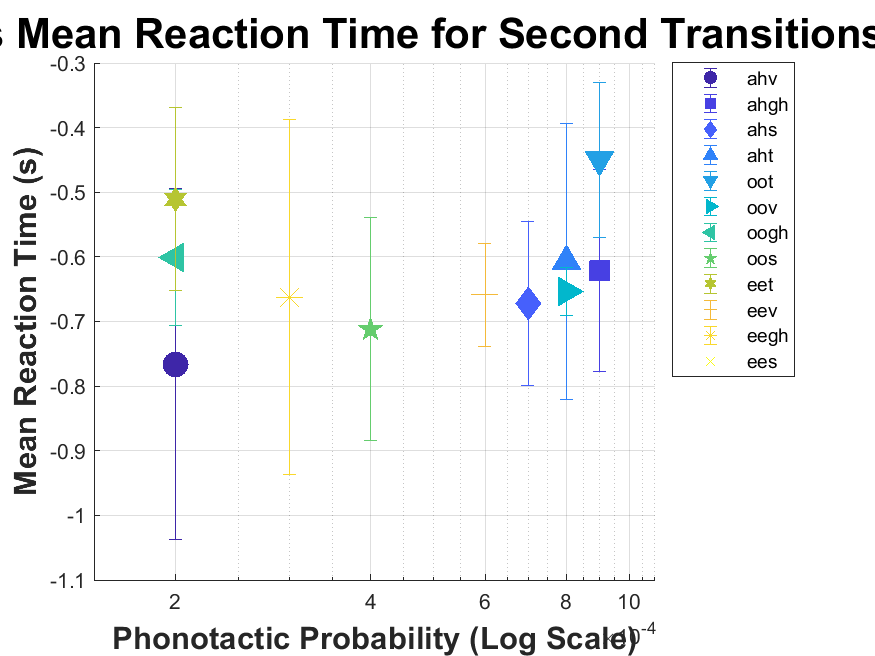 s Mean Reaction Time for Second Transitions
-0.3
-0.4
-0.5
-0.6
-0.7
-0.8
-0.9
-1
-1.1
Mean Reaction Time (s)
2 4 6 8 10
Phonotactic Probability (Log Scale)
×10-4
ahv
ahgh
ahs
aht
oot
oov
oogh
oos
eet
eev
eegh
ees